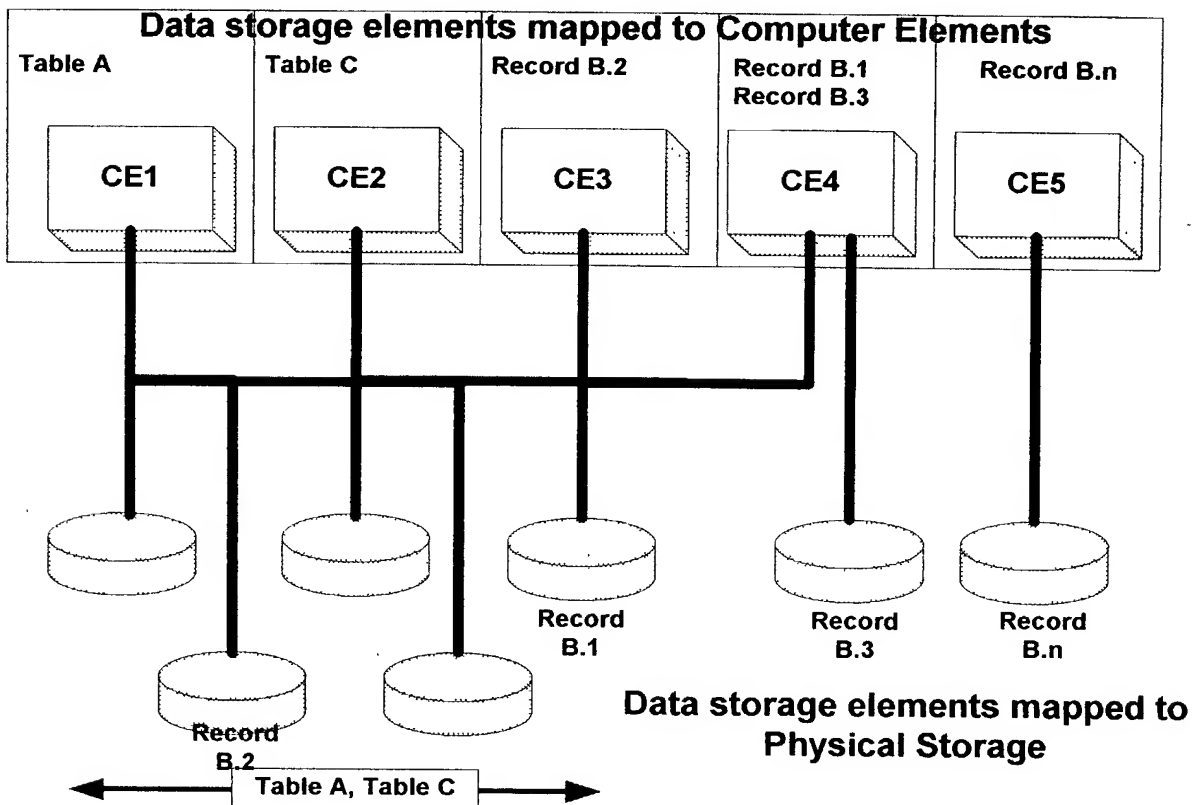 Data storage elements mapped to Computer Elements
Table A
Table C
Record B.2
Record B.1
Record B.3
Record B.n
CE1
CE2
CE3
CE4
CE5
Record
B.1
Record
B.3
Record
B.n
Record
B.2
Data storage elements mapped to
Physical Storage
Table A, Table C